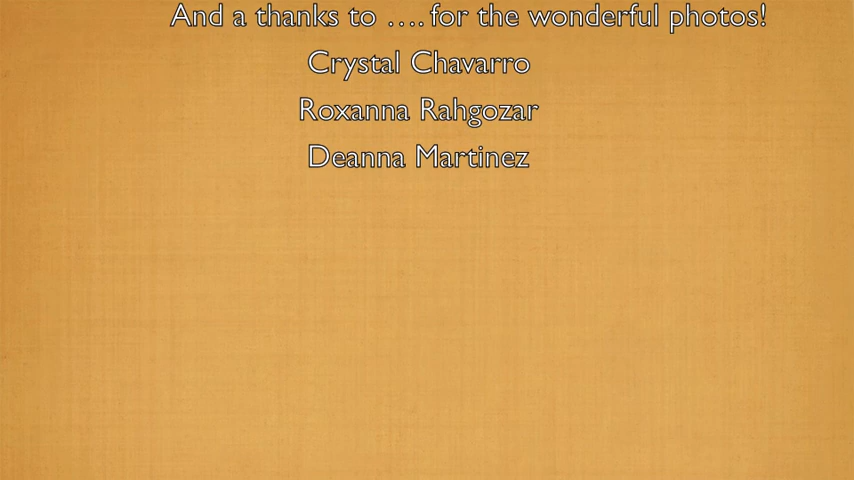 And a thanks to .... for the wonderful photos!
Crystal Chavarro
Roxanna Rahgozar
Deanna Martinez